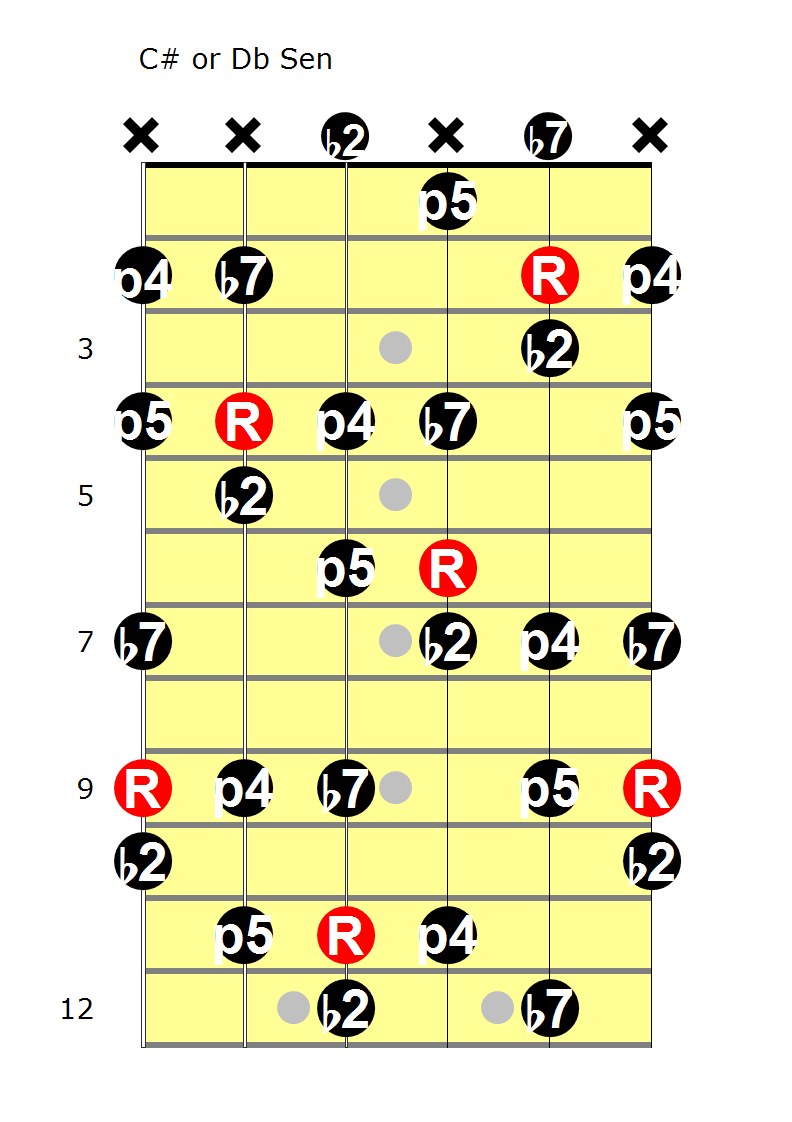 C# or Db Sen
× × ♭2 × ♭7 ×
p5
p4 ♭7 R p4
3 ♭2
p5 R p4 ♭7 p5
5 ♭2
p5 R
7 ♭7 ♭2 p4 ♭7
9 R p4 ♭7 p5 R
♭2 ♭2
p5 R p4
12 ♭2 ♭7